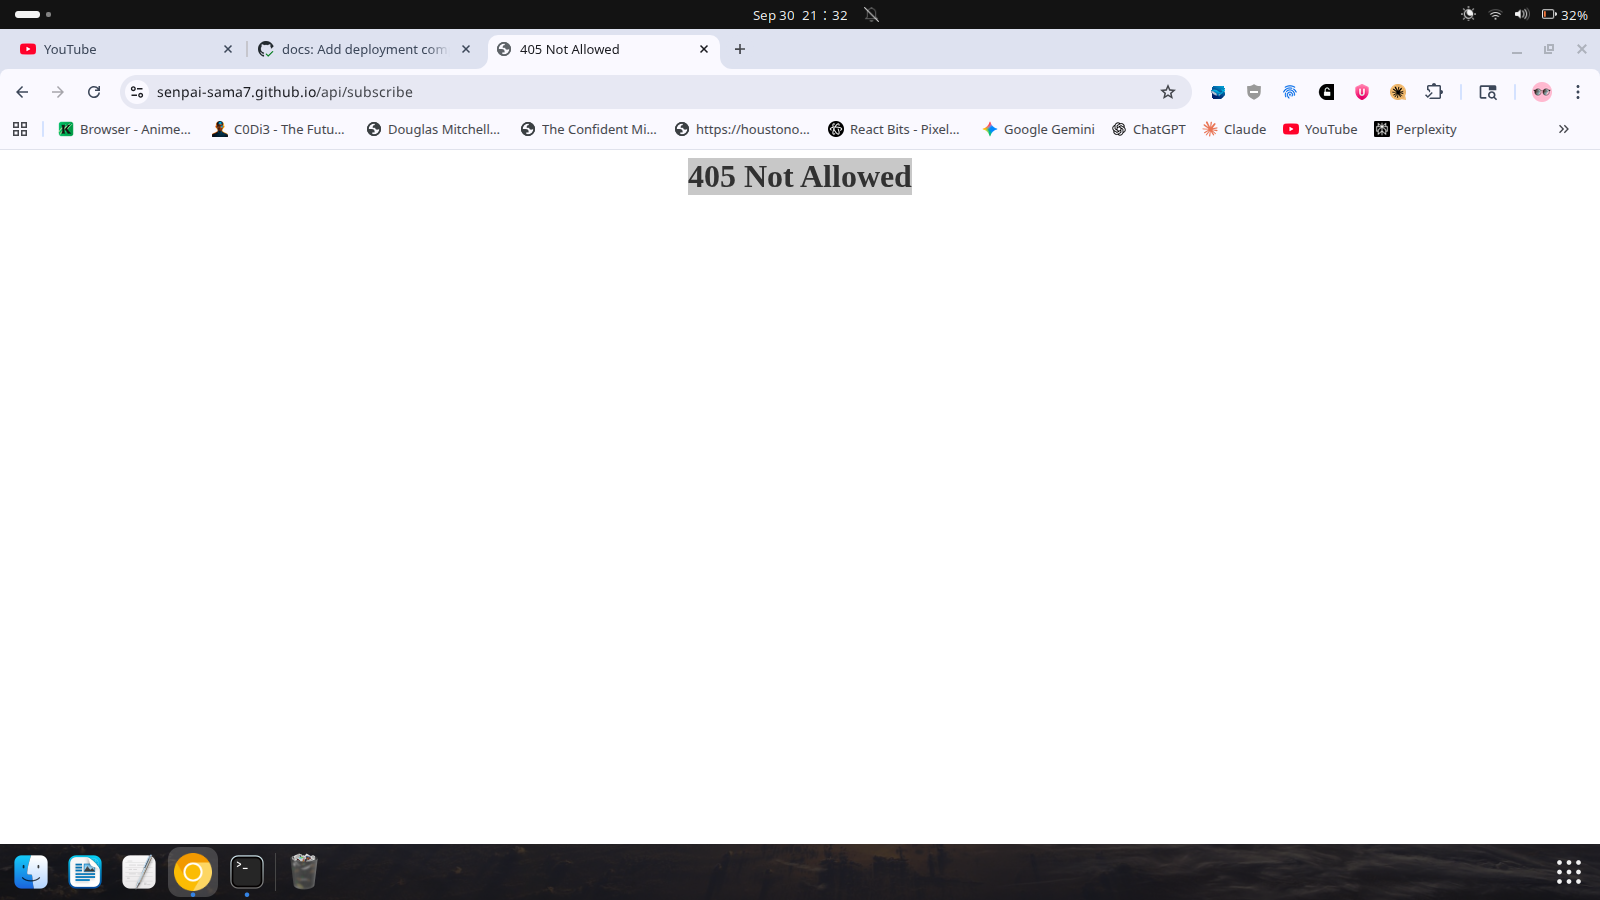 Sep 30 21 : 32
32%
YouTube
docs: Add deployment com
405 Not Allowed
senpai-sama7.github.io/api/subscribe
Browser - Anime...
C0Di3 - The Futu...
Douglas Mitchell...
The Confident Mi...
https://houstono...
React Bits - Pixel...
Google Gemini
ChatGPT
Claude
YouTube
Perplexity
405 Not Allowed